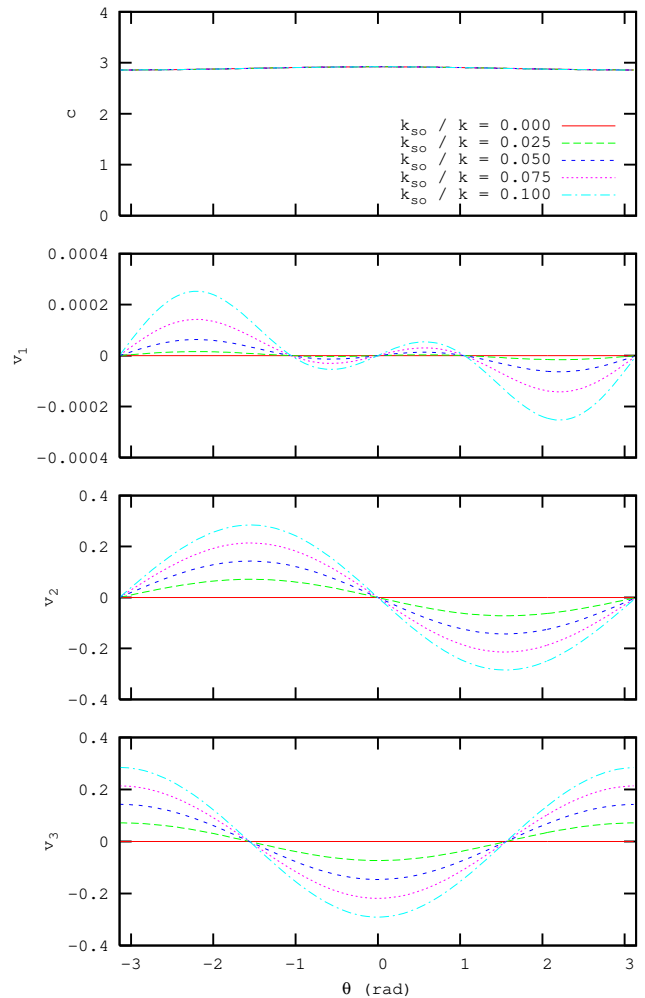 4
3
2
1
0
c
k_so / k = 0.000
k_so / k = 0.025
k_so / k = 0.050
k_so / k = 0.075
k_so / k = 0.100
0.0004
0.0002
0
-0.0002
-0.0004
v_1
0.4
0.2
0
-0.2
-0.4
v_2
0.4
0.2
0
-0.2
-0.4
v_3
-3 -2 -1 0 1 2 3
θ (rad)